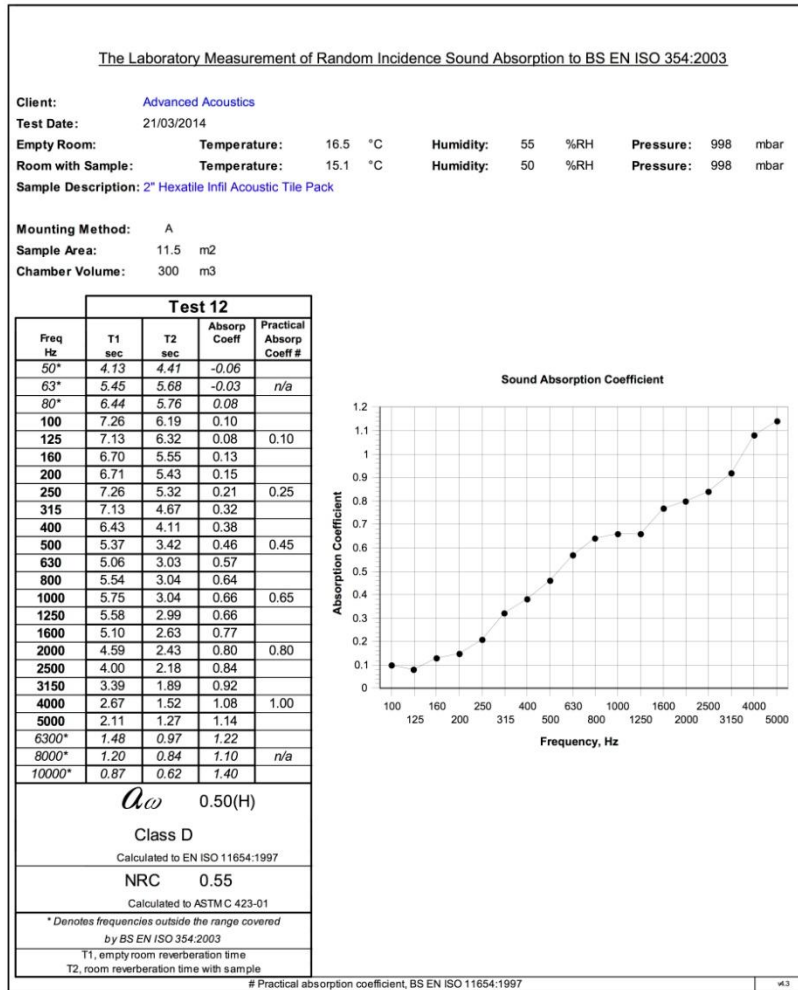 The Laboratory Measurement of Random Incidence Sound Absorption to BS EN ISO 354:2003
Client: Advanced Acoustics
Test Date: 21/03/2014
Empty Room: Temperature: 16.5 °C Humidity: 55 %RH Pressure: 998 mbar
Room with Sample: Temperature: 15.1 °C Humidity: 50 %RH Pressure: 998 mbar
Sample Description: 2" Hexatile Infil Acoustic Tile Pack
Mounting Method: A
Sample Area: 11.5 m2
Chamber Volume: 300 m3
Test 12
Freq Hz T1 sec T2 sec Absorp Coeff Practical Absorp Coeff #
50* 4.13 4.41 -0.06
63* 5.45 5.68 -0.03 n/a
80* 6.44 5.76 0.08
100 7.26 6.19 0.10
125 7.13 6.32 0.08 0.10
160 6.70 5.55 0.13
200 6.71 5.43 0.15
250 7.26 5.32 0.21 0.25
315 7.13 4.67 0.32
400 6.43 4.11 0.38
500 5.37 3.42 0.46 0.45
630 5.06 3.03 0.57
800 5.54 3.04 0.64
1000 5.75 3.04 0.66 0.65
1250 5.58 2.99 0.66
1600 5.10 2.63 0.77
2000 4.59 2.43 0.80 0.80
2500 4.00 2.18 0.84
3150 3.39 1.89 0.92
4000 2.67 1.52 1.08 1.00
5000 2.11 1.27 1.14
6300* 1.48 0.97 1.22
8000* 1.20 0.84 1.10 n/a
10000* 0.87 0.62 1.40
αω 0.50(H)
Class D
Calculated to EN ISO 11654:1997
NRC 0.55
Calculated to ASTM C 423-01
* Denotes frequencies outside the range covered
by BS EN ISO 354:2003
T1, empty room reverberation time
T2, room reverberation time with sample
Sound Absorption Coefficient
Absorption Coefficient
1.2
1.1
1
0.9
0.8
0.7
0.6
0.5
0.4
0.3
0.2
0.1
0
100 160 250 400 630 1000 1600 2500 4000
125 200 315 500 800 1250 2000 3150 5000
Frequency, Hz
# Practical absorption coefficient, BS EN ISO 11654:1997
v4.3